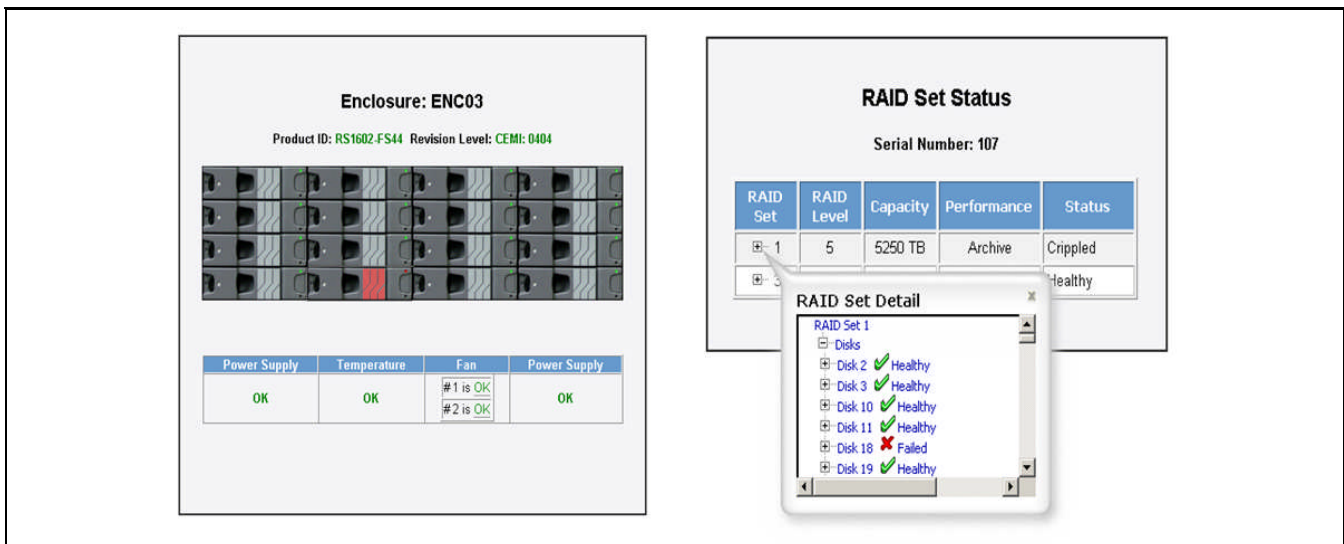 Enclosure: ENC03
Product ID: RS1602-FS44 Revision Level: CEMI: 0404
Power Supply Temperature Fan Power Supply
OK OK #1 is OK OK
#2 is OK
RAID Set Status
Serial Number: 107
RAID Set RAID Level Capacity Performance Status
1 5 5250 TB Archive Crippled
Healthy
RAID Set Detail
x
RAID Set 1
Disks
Disk 2 Healthy
Disk 3 Healthy
Disk 10 Healthy
Disk 11 Healthy
Disk 18 Failed
Disk 19 Healthy